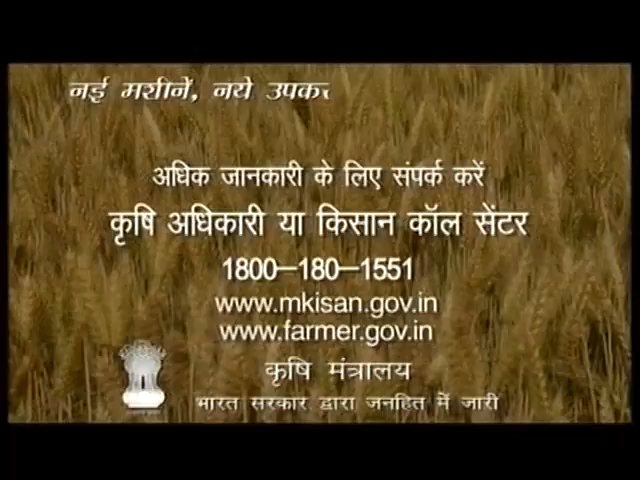 नई मशीनें, नये
अधिक जानकारी के लिए संपर्क करें
कृषि अधिकारी या किसान कॉल सेंटर
1800–180–1551
www.mkisan.gov.in
www.farmer.gov.in
कृषि मंत्रालय
भारत सरकार द्वारा जनहित में जारी